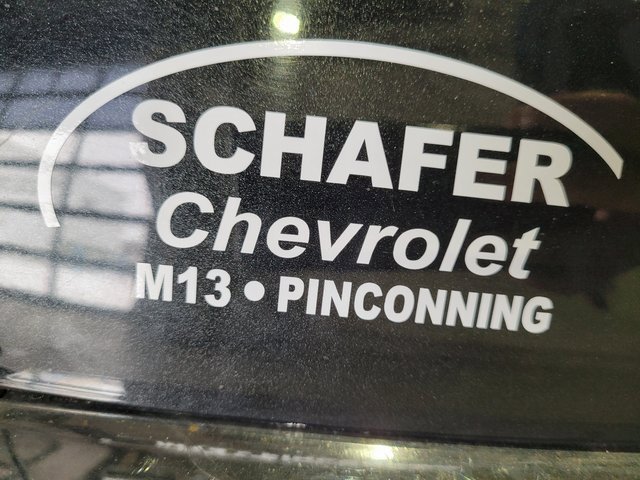 SCHAFER
Chevrolet
M13 • PINCONNING